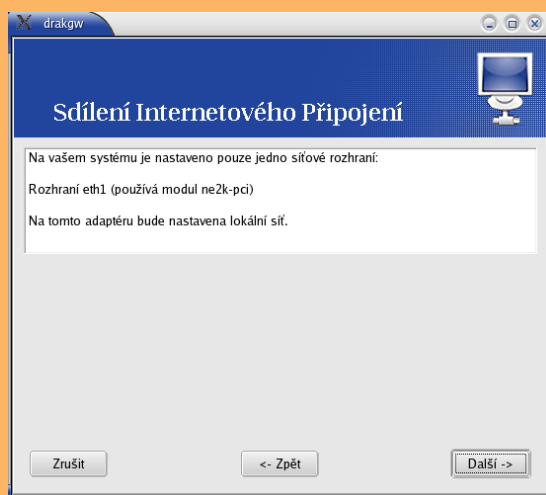 drakgw
Sdílení Internetového Připojení
Na vašem systému je nastaveno pouze jedno síťové rozhraní:
Rozhraní eth1 (používá modul ne2k-pci)
Na tomto adaptéru bude nastavena lokální síť.
Zrušit
<- Zpět
Další ->